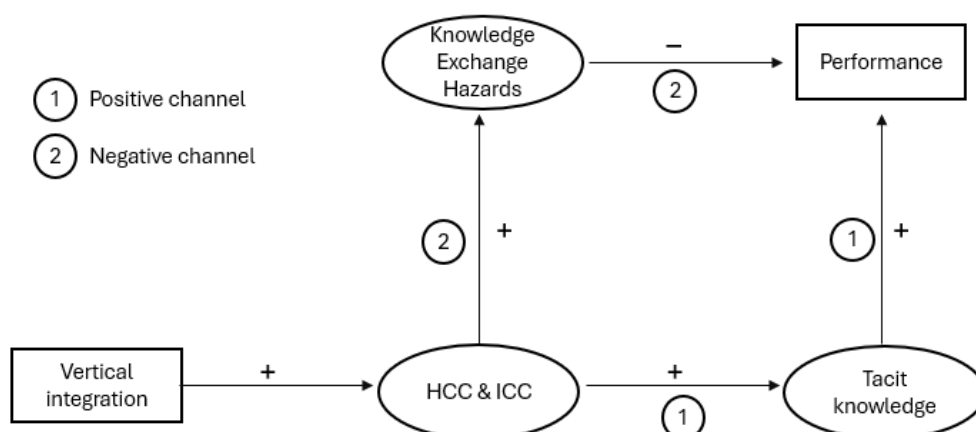 Knowledge
Exchange
Hazards
−
2
Performance
1 Positive channel
2 Negative channel
2
+
1
+
Vertical
integration
+
HCC & ICC
+
1
Tacit
knowledge